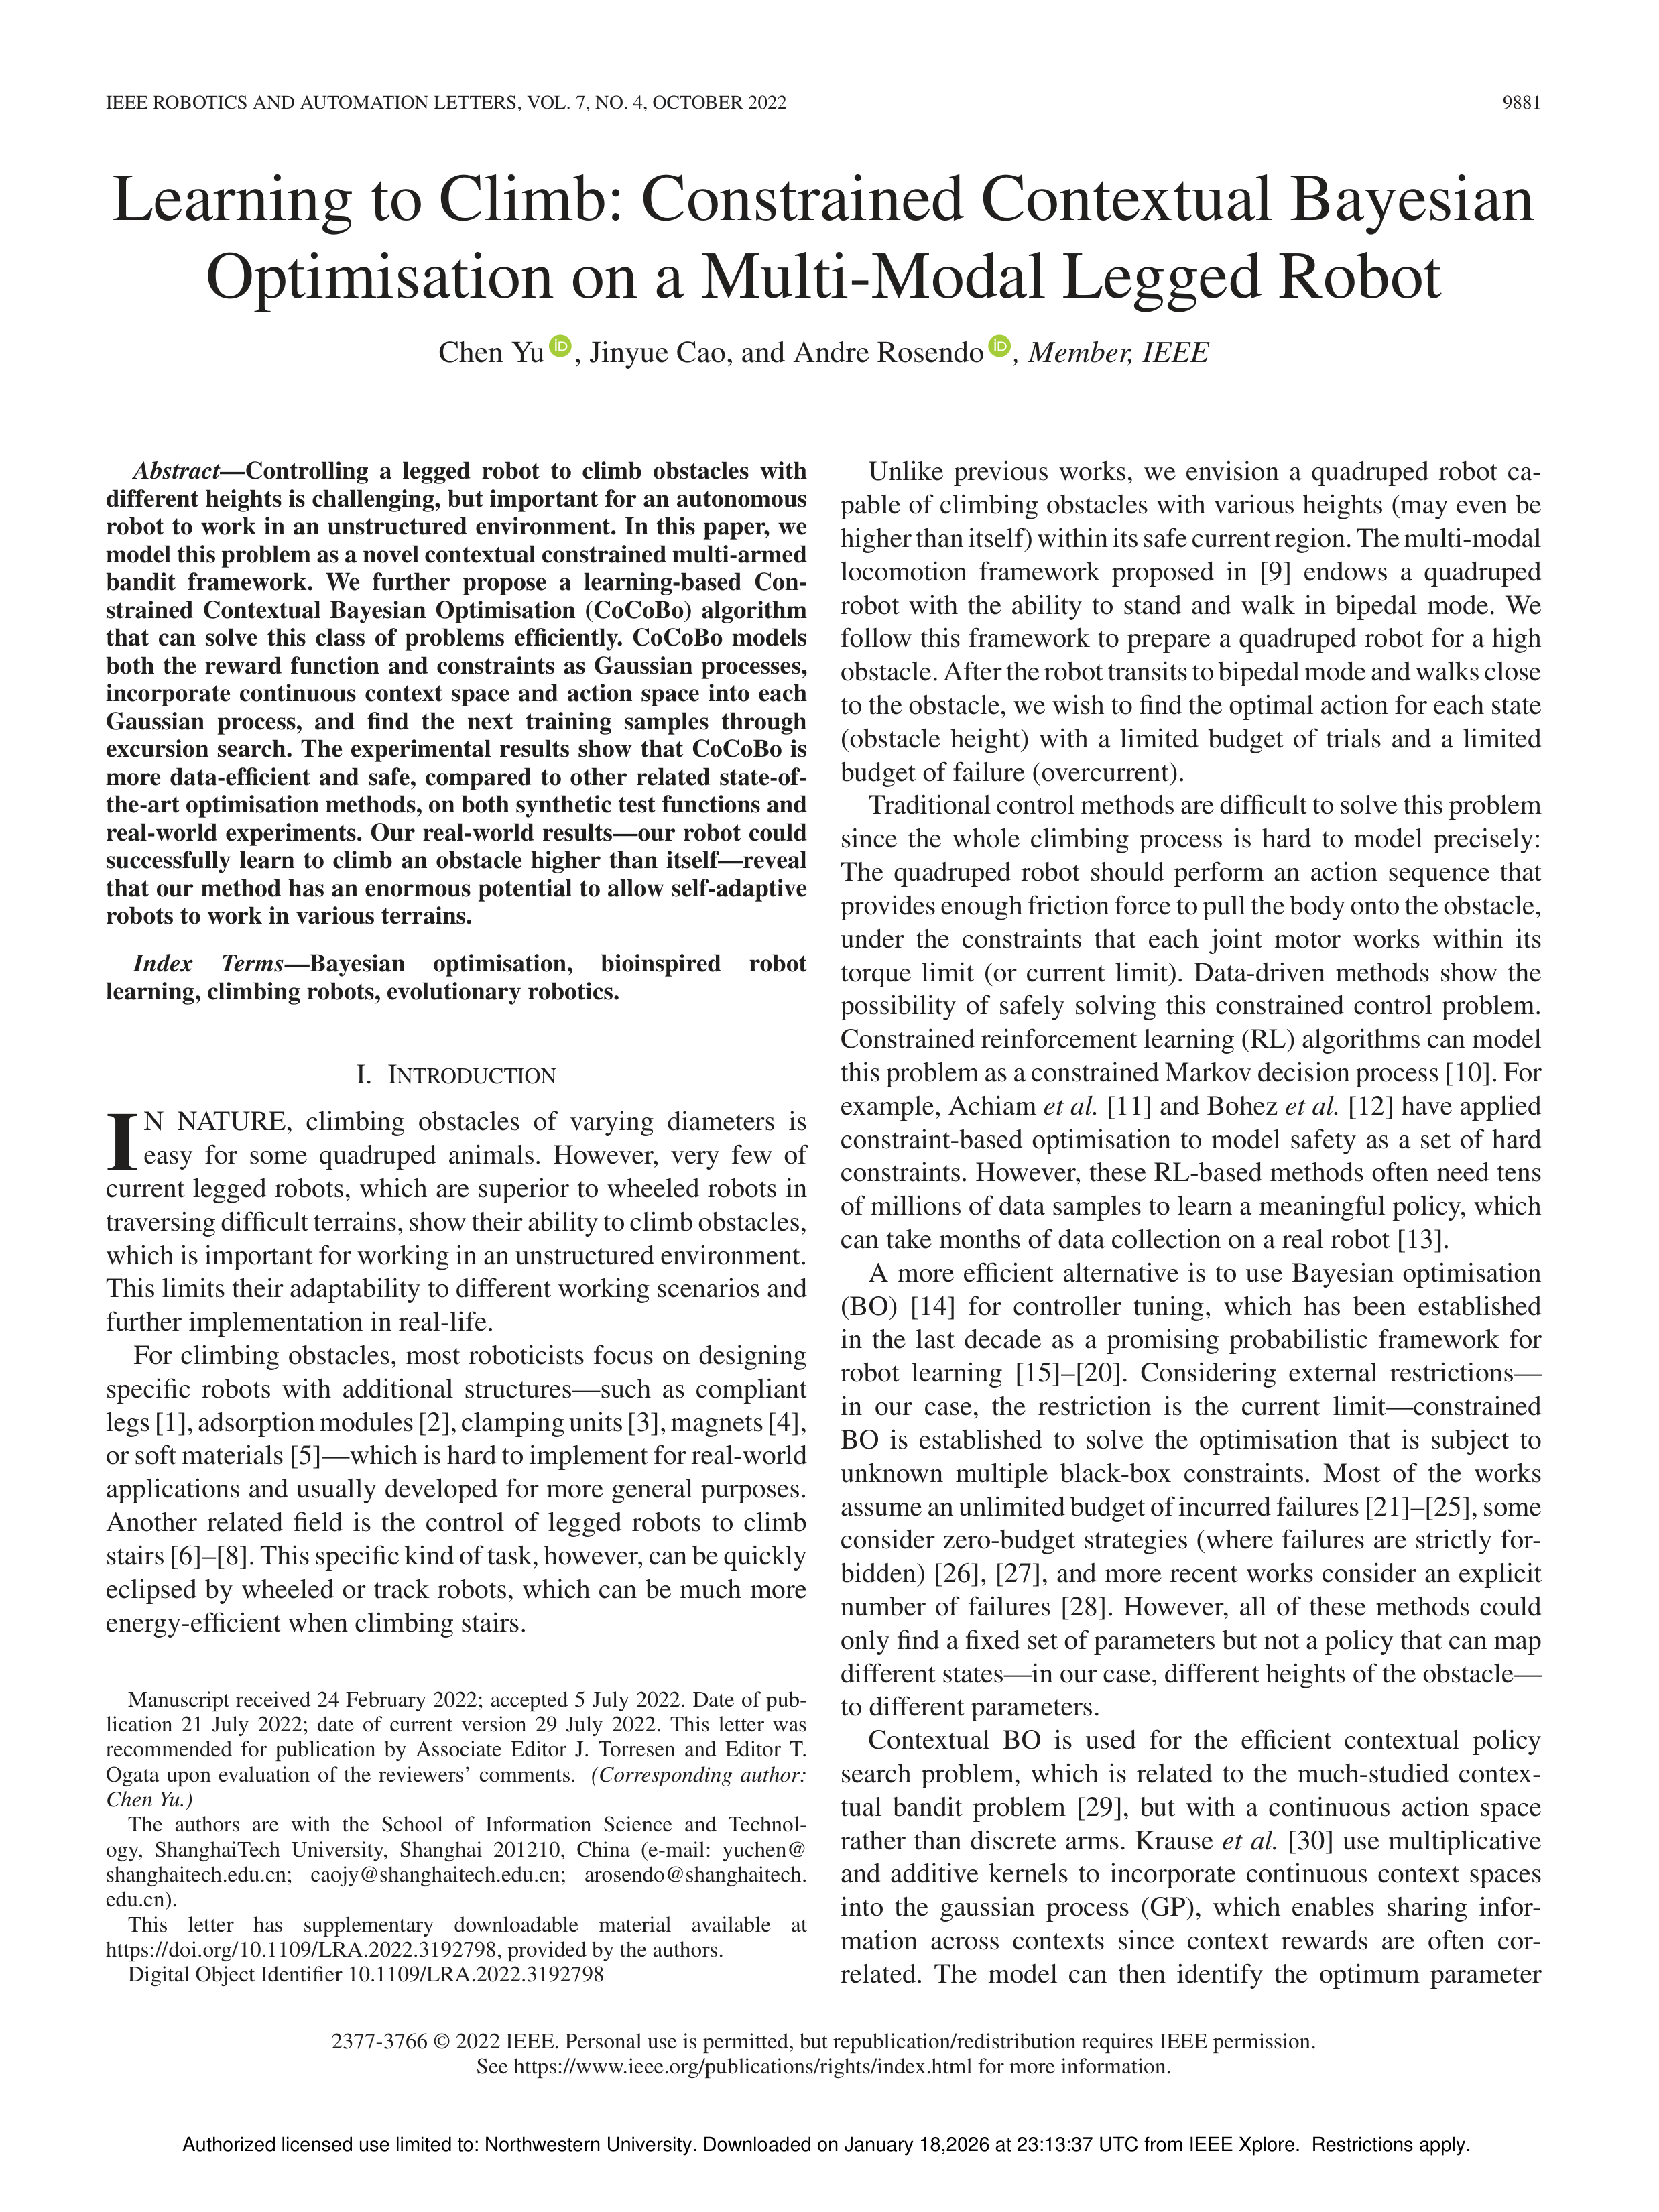 IEEE ROBOTICS AND AUTOMATION LETTERS, VOL. 7, NO. 4, OCTOBER 2022
9881
Learning to Climb: Constrained Contextual Bayesian
Optimisation on a Multi-Modal Legged Robot
Chen Yu iD, Jinyue Cao, and Andre Rosendo iD, Member, IEEE
Abstract—Controlling a legged robot to climb obstacles with
different heights is challenging, but important for an autonomous
robot to work in an unstructured environment. In this paper, we
model this problem as a novel contextual constrained multi-armed
bandit framework. We further propose a learning-based Con-
strained Contextual Bayesian Optimisation (CoCoBo) algorithm
that can solve this class of problems efficiently. CoCoBo models
both the reward function and constraints as Gaussian processes,
incorporate continuous context space and action space into each
Gaussian process, and find the next training samples through
excursion search. The experimental results show that CoCoBo is
more data-efficient and safe, compared to other related state-of-
the-art optimisation methods, on both synthetic test functions and
real-world experiments. Our real-world results—our robot could
successfully learn to climb an obstacle higher than itself—reveal
that our method has an enormous potential to allow self-adaptive
robots to work in various terrains.
Index Terms—Bayesian optimisation, bioinspired robot
learning, climbing robots, evolutionary robotics.
I. INTRODUCTION
IN NATURE, climbing obstacles of varying diameters is
easy for some quadruped animals. However, very few of
current legged robots, which are superior to wheeled robots in
traversing difficult terrains, show their ability to climb obstacles,
which is important for working in an unstructured environment.
This limits their adaptability to different working scenarios and
further implementation in real-life.
For climbing obstacles, most roboticists focus on designing
specific robots with additional structures—such as compliant
legs [1], adsorption modules [2], clamping units [3], magnets [4],
or soft materials [5]—which is hard to implement for real-world
applications and usually developed for more general purposes.
Another related field is the control of legged robots to climb
stairs [6]–[8]. This specific kind of task, however, can be quickly
eclipsed by wheeled or track robots, which can be much more
energy-efficient when climbing stairs.
Manuscript received 24 February 2022; accepted 5 July 2022. Date of pub-
lication 21 July 2022; date of current version 29 July 2022. This letter was
recommended for publication by Associate Editor J. Torresen and Editor T.
Ogata upon evaluation of the reviewers' comments. (Corresponding author:
Chen Yu.)
The authors are with the School of Information Science and Technol-
ogy, ShanghaiTech University, Shanghai 201210, China (e-mail: yuchen@
shanghaitech.edu.cn; caojy@shanghaitech.edu.cn; arosendo@shanghaitech.
edu.cn).
This letter has supplementary downloadable material available at
https://doi.org/10.1109/LRA.2022.3192798, provided by the authors.
Digital Object Identifier 10.1109/LRA.2022.3192798
Unlike previous works, we envision a quadruped robot ca-
pable of climbing obstacles with various heights (may even be
higher than itself) within its safe current region. The multi-modal
locomotion framework proposed in [9] endows a quadruped
robot with the ability to stand and walk in bipedal mode. We
follow this framework to prepare a quadruped robot for a high
obstacle. After the robot transits to bipedal mode and walks close
to the obstacle, we wish to find the optimal action for each state
(obstacle height) with a limited budget of trials and a limited
budget of failure (overcurrent).
Traditional control methods are difficult to solve this problem
since the whole climbing process is hard to model precisely:
The quadruped robot should perform an action sequence that
provides enough friction force to pull the body onto the obstacle,
under the constraints that each joint motor works within its
torque limit (or current limit). Data-driven methods show the
possibility of safely solving this constrained control problem.
Constrained reinforcement learning (RL) algorithms can model
this problem as a constrained Markov decision process [10]. For
example, Achiam et al. [11] and Bohez et al. [12] have applied
constraint-based optimisation to model safety as a set of hard
constraints. However, these RL-based methods often need tens
of millions of data samples to learn a meaningful policy, which
can take months of data collection on a real robot [13].
A more efficient alternative is to use Bayesian optimisation
(BO) [14] for controller tuning, which has been established
in the last decade as a promising probabilistic framework for
robot learning [15]–[20]. Considering external restrictions—
in our case, the restriction is the current limit—constrained
BO is established to solve the optimisation that is subject to
unknown multiple black-box constraints. Most of the works
assume an unlimited budget of incurred failures [21]–[25], some
consider zero-budget strategies (where failures are strictly for-
bidden) [26], [27], and more recent works consider an explicit
number of failures [28]. However, all of these methods could
only find a fixed set of parameters but not a policy that can map
different states—in our case, different heights of the obstacle—
to different parameters.
Contextual BO is used for the efficient contextual policy
search problem, which is related to the much-studied contex-
tual bandit problem [29], but with a continuous action space
rather than discrete arms. Krause et al. [30] use multiplicative
and additive kernels to incorporate continuous context spaces
into the gaussian process (GP), which enables sharing infor-
mation across contexts since context rewards are often cor-
related. The model can then identify the optimum parameter
2377-3766 © 2022 IEEE. Personal use is permitted, but republication/redistribution requires IEEE permission.
See https://www.ieee.org/publications/rights/index.html for more information.
Authorized licensed use limited to: Northwestern University. Downloaded on January 18,2026 at 23:13:37 UTC from IEEE Xplore. Restrictions apply.